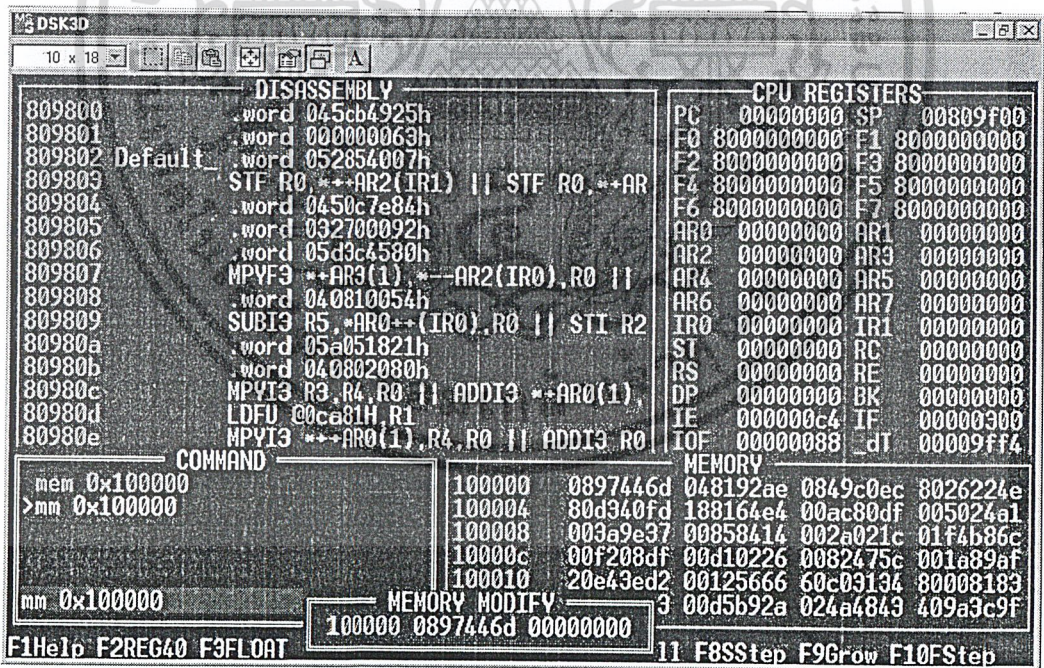 DSK3D
10 x 18
A
DISASSEMBLY
809800 .word 045cb4925h
809801 .word 000000063h
809802 Default_ .word 052854007h
809803 STF R0,*++AR2(IR1) || STF R0,*++AR
809804 .word 0450c7e84h
809805 .word 032700092h
809806 .word 05d3c4580h
809807 MPYF3 *+AR3(1),*--AR2(IR0),R0 ||
809808 .word 040810054h
809809 SUBI3 R5,*AR0++(IR0),R0 || STI R2
80980a .word 05a051821h
80980b .word 040802080h
80980c MPYI3 R3,R4,R0 || ADDI3 *+AR0(1),
80980d LDFU @0ca81H,R1
80980e MPYI3 *++AR0(1),R4,R0 || ADDI3 R0
CPU REGISTERS
PC 00000000 SP 00809f00
F0 8000000000 F1 8000000000
F2 8000000000 F3 8000000000
F4 8000000000 F5 8000000000
F6 8000000000 F7 8000000000
AR0 00000000 AR1 00000000
AR2 00000000 AR3 00000000
AR4 00000000 AR5 00000000
AR6 00000000 AR7 00000000
IR0 00000000 IR1 00000000
ST 00000000 RC 00000000
RS 00000000 RE 00000000
DP 00000000 BK 00000000
IE 000000c4 IF 00000300
IOF 00000088 _dT 00009ff4
COMMAND
mem 0x100000
>mm 0x100000
mm 0x100000
MEMORY
100000 0897446d 048192ae 0849c0ec 8026224e
100004 80d340fd 188164e4 00ac80df 005024a1
100008 003a9e37 00858414 002a021c 01f4b86c
10000c 00f208df 00d10226 0082475c 001a89af
100010 20e43ed2 00125666 60c03134 80008183
3 00d5b92a 024a4843 409a3c9f
MEMORY MODIFY
100000 0897446d 00000000
F1Help F2REG40 F3FLOAT ll F8SStep F9Grow F10FStep